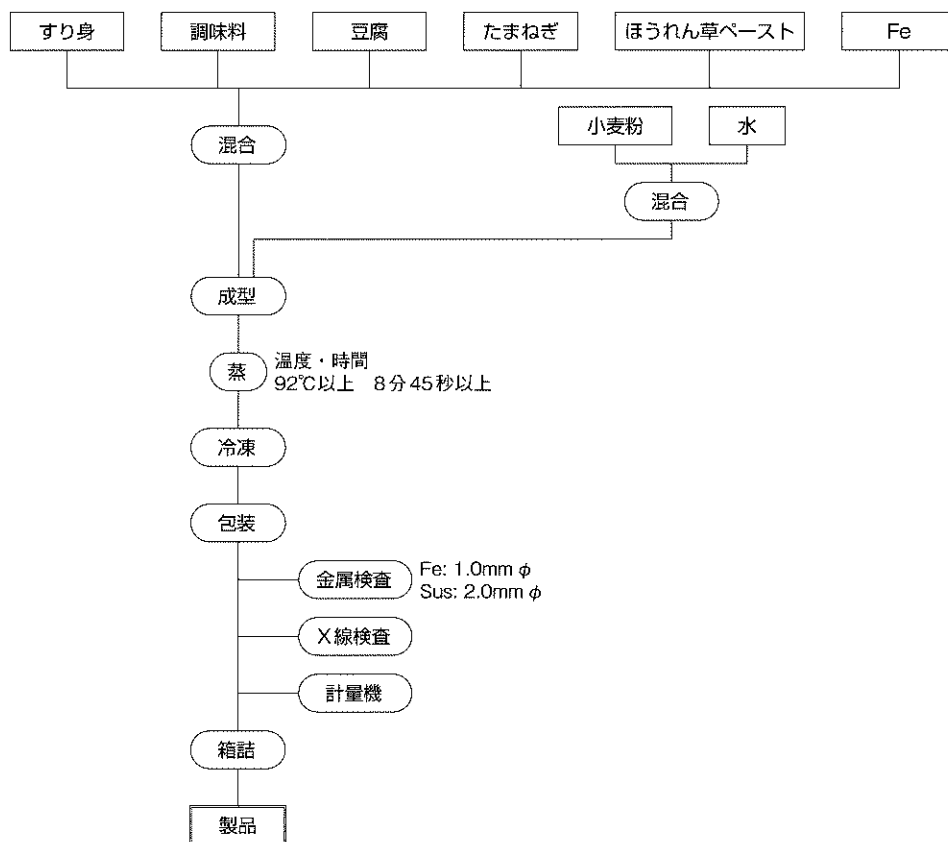 すり身
調味料
豆腐
たまねぎ
ほうれん草ペースト
Fe
混合
小麦粉
水
混合
成型
蒸
温度・時間
92℃以上 8分45秒以上
冷凍
包装
金属検査
Fe: 1.0mmφ
Sus: 2.0mmφ
X線検査
計量機
箱詰
製品